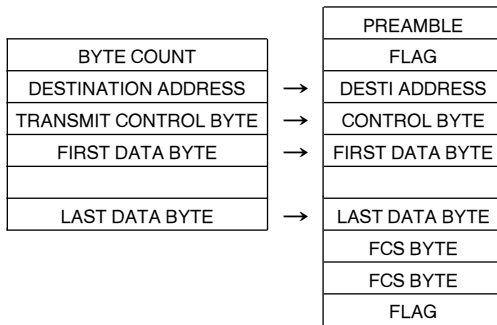 PREAMBLE
BYTE COUNT FLAG
DESTINATION ADDRESS → DESTI ADDRESS
TRANSMIT CONTROL BYTE → CONTROL BYTE
FIRST DATA BYTE → FIRST DATA BYTE
LAST DATA BYTE → LAST DATA BYTE
FCS BYTE
FCS BYTE
FLAG